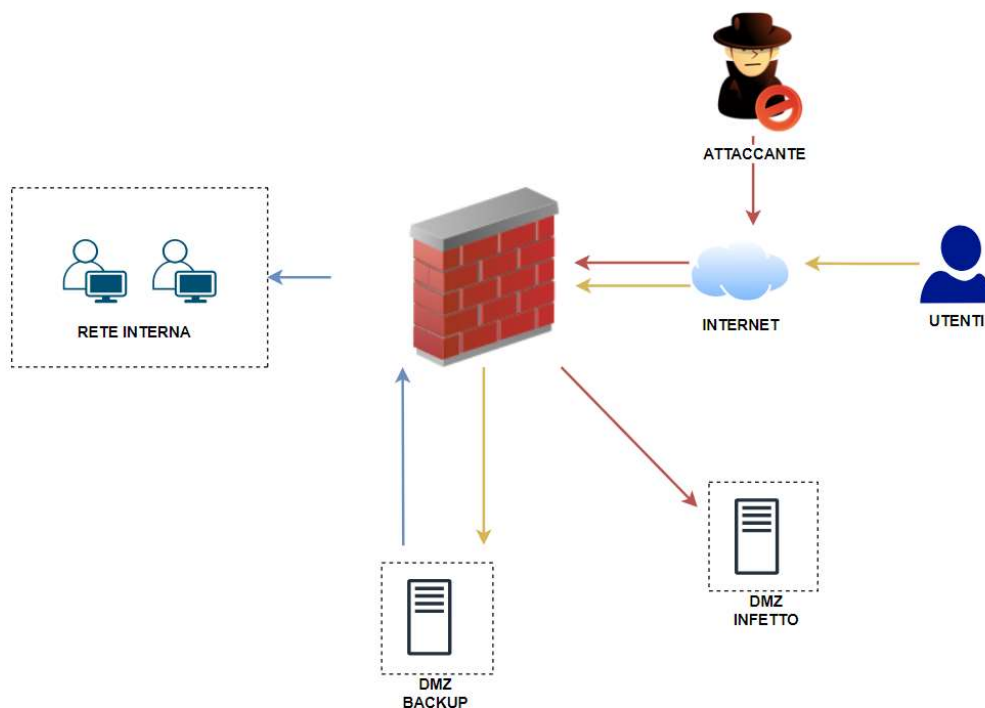 ATTACCANTE
RETE INTERNA
INTERNET
UTENTI
DMZ
INFETTO
DMZ
BACKUP